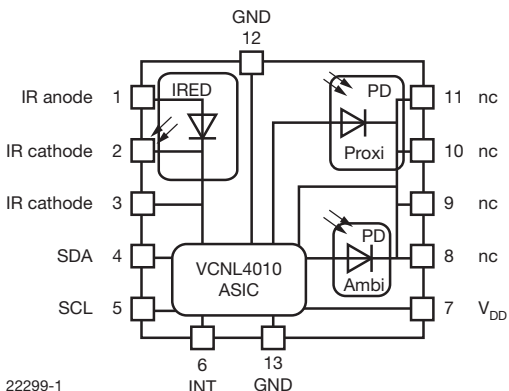 GND
12
IR anode 1
IRED
PD
11 nc
IR cathode 2
Proxi
10 nc
IR cathode 3
9 nc
SDA 4
VCNL4010
ASIC
PD
Ambi
8 nc
SCL 5
7 VDD
6
INT
13
GND
22299-1